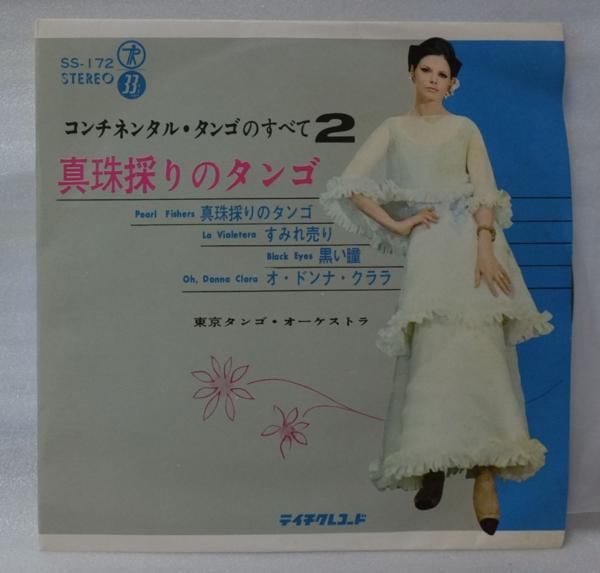 SS-172
STEREO
33⅓
コンチネンタル・タンゴのすべて2
真珠採りのタンゴ
Pearl Fishers 真珠採りのタンゴ
La Violetera すみれ売り
Black Eyes 黒い瞳
Oh, Donna Clara オ・ドンナ・クララ
東京タンゴ・オーケストラ
テイチクレコード